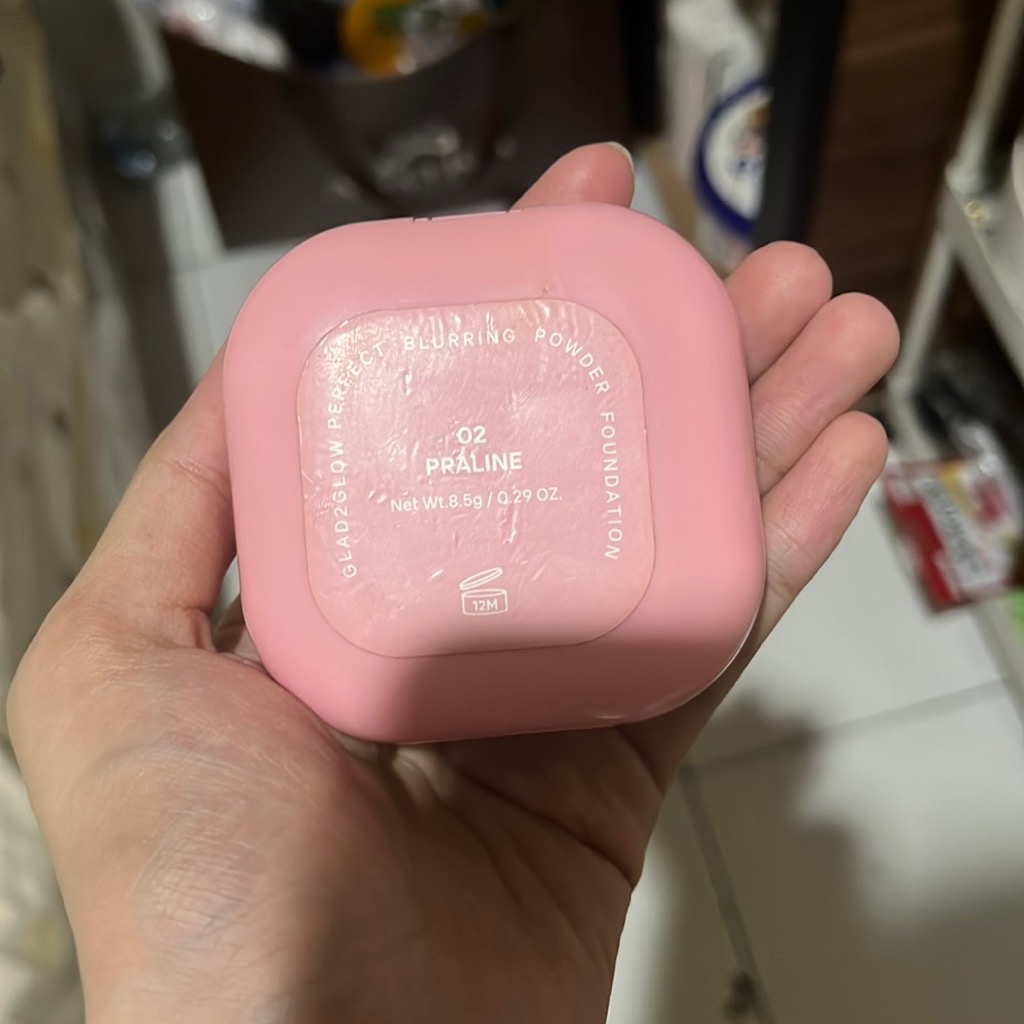 GLAD2GLOW PERFECT BLURRING POWDER FOUNDATION
02
PRALINE
Net Wt.8.5g / 0.29 OZ.
12M